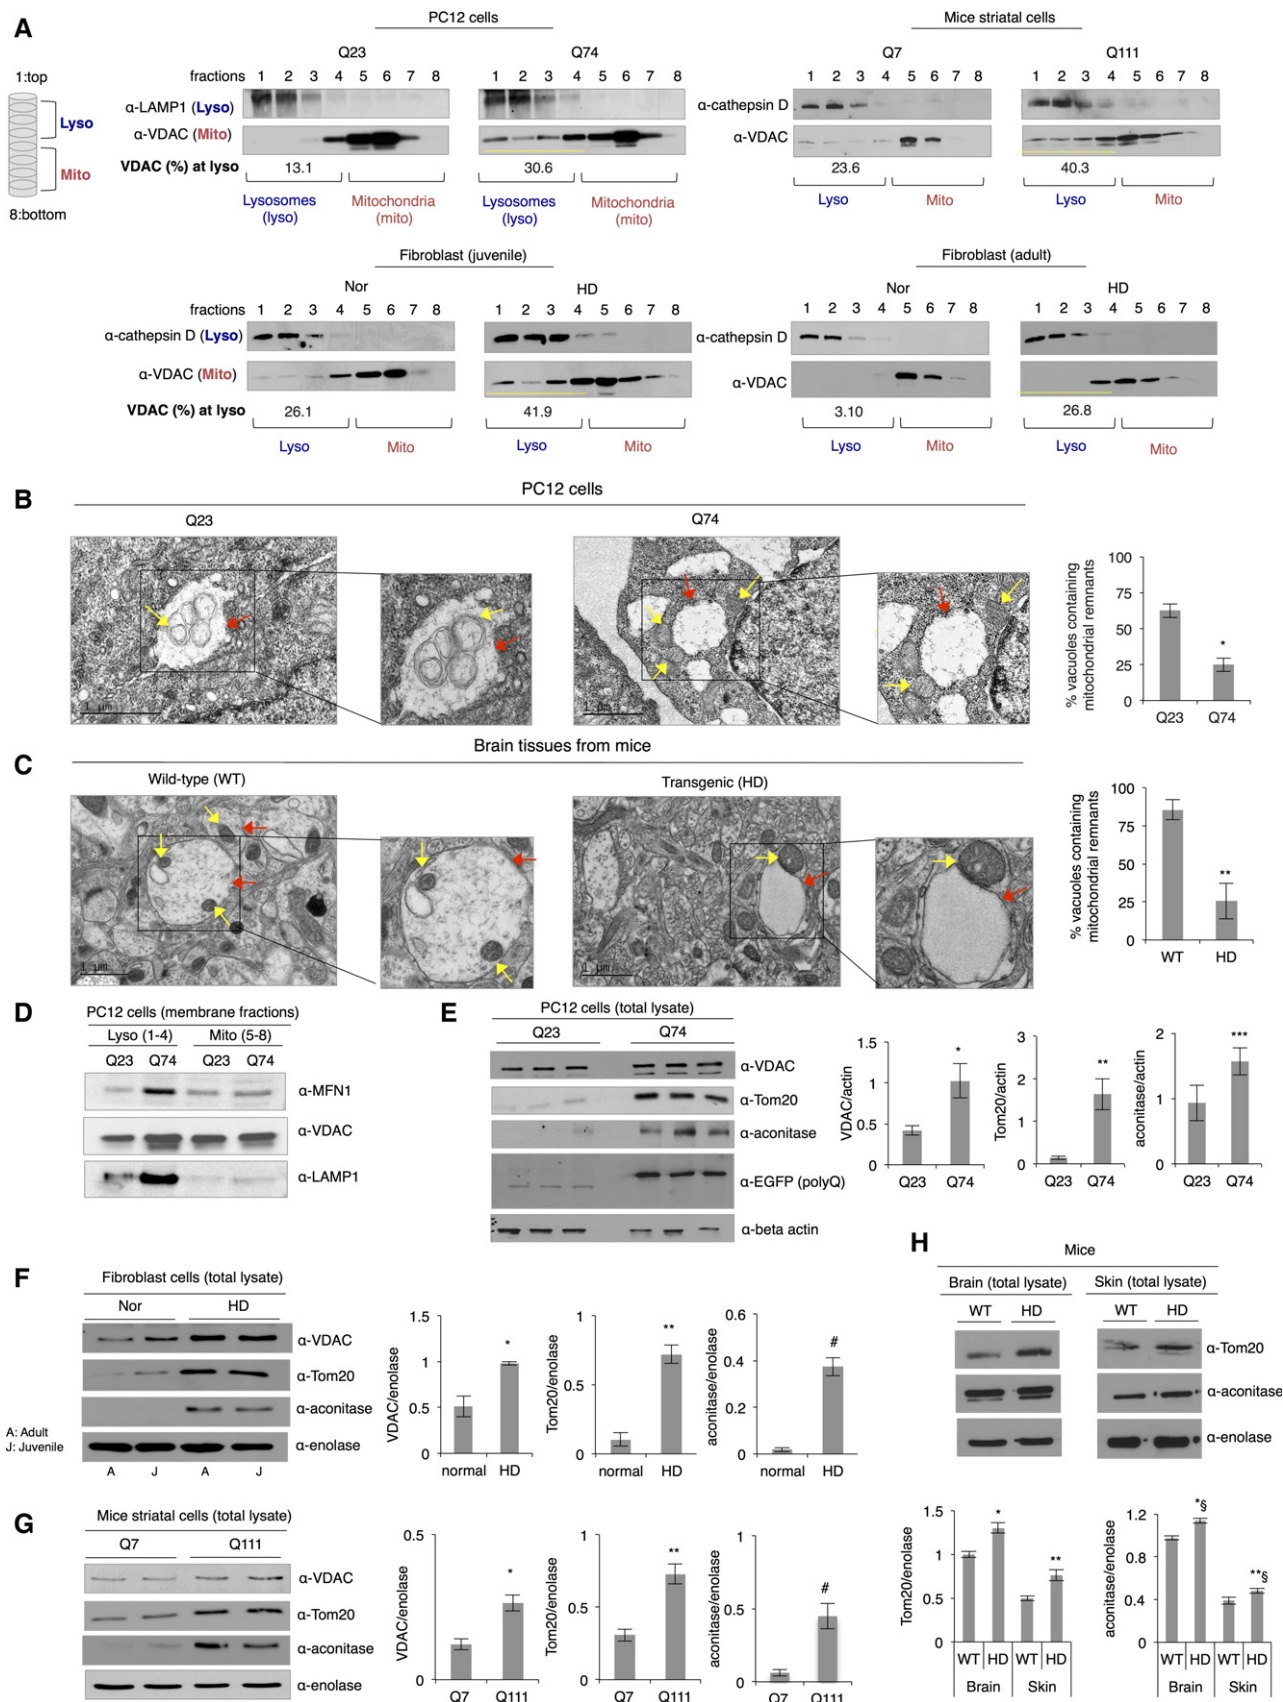 A
PC12 cells
Mice striatal cells
Q23
Q74
Q7
Q111
1:top
fractions 1 2 3 4 5 6 7 8 1 2 3 4 5 6 7 8 1 2 3 4 5 6 7 8 1 2 3 4 5 6 7 8
Lyso
α-LAMP1 (Lyso)
α-cathepsin D
α-VDAC (Mito)
α-VDAC
Mito
VDAC (%) at lyso 13.1 30.6 23.6 40.3
8:bottom
Lysosomes (lyso)
Mitochondria (mito)
Lysosomes (lyso)
Mitochondria (mito)
Lyso Mito Lyso Mito
Fibroblast (juvenile)
Fibroblast (adult)
Nor HD Nor HD
fractions 1 2 3 4 5 6 7 8 1 2 3 4 5 6 7 8 1 2 3 4 5 6 7 8 1 2 3 4 5 6 7 8
α-cathepsin D (Lyso)
α-cathepsin D
α-VDAC (Mito)
α-VDAC
VDAC (%) at lyso 26.1 41.9 3.10 26.8
Lyso Mito Lyso Mito Lyso Mito Lyso Mito
B
PC12 cells
Q23
Q74
1 μm
1 μm
% vacuoles containing
mitochondrial remnants
100
75
50
25
0
*
Q23 Q74
C
Brain tissues from mice
Wild-type (WT)
Transgenic (HD)
1 μm
1 μm
% vacuoles containing
mitochondrial remnants
100
75
50
25
0
**
WT HD
D
PC12 cells (membrane fractions)
Lyso (1-4) Mito (5-8)
Q23 Q74 Q23 Q74
α-MFN1
α-VDAC
α-LAMP1
E
PC12 cells (total lysate)
Q23 Q74
α-VDAC
α-Tom20
α-aconitase
α-EGFP (polyQ)
α-beta actin
VDAC/actin
1.5
1
0.5
0
*
Q23 Q74
Tom20/actin
3
2
1
0
**
Q23 Q74
aconitase/actin
2
1
0
***
Q23 Q74
F
Fibroblast cells (total lysate)
Nor HD
α-VDAC
α-Tom20
α-aconitase
α-enolase
A: Adult
J: Juvenile
A J A J
VDAC/enolase
1.5
1
0.5
0
*
normal HD
Tom20/enolase
1
0.5
0
**
normal HD
aconitase/enolase
0.6
0.4
0.2
0
#
normal HD
G
Mice striatal cells (total lysate)
Q7 Q111
α-VDAC
α-Tom20
α-aconitase
α-enolase
VDAC/enolase
0.5
0
*
Q7 Q111
Tom20/enolase
1
0.5
0
**
Q7 Q111
aconitase/enolase
1
0.5
0
#
Q7 Q111
H
Mice
Brain (total lysate) Skin (total lysate)
WT HD WT HD
α-Tom20
α-aconitase
α-enolase
Tom20/enolase
1.5
1
0.5
0
*
**
WT HD WT HD
Brain Skin
aconitase/enolase
1.2
0.8
0.4
0
*§
**§
WT HD WT HD
Brain Skin